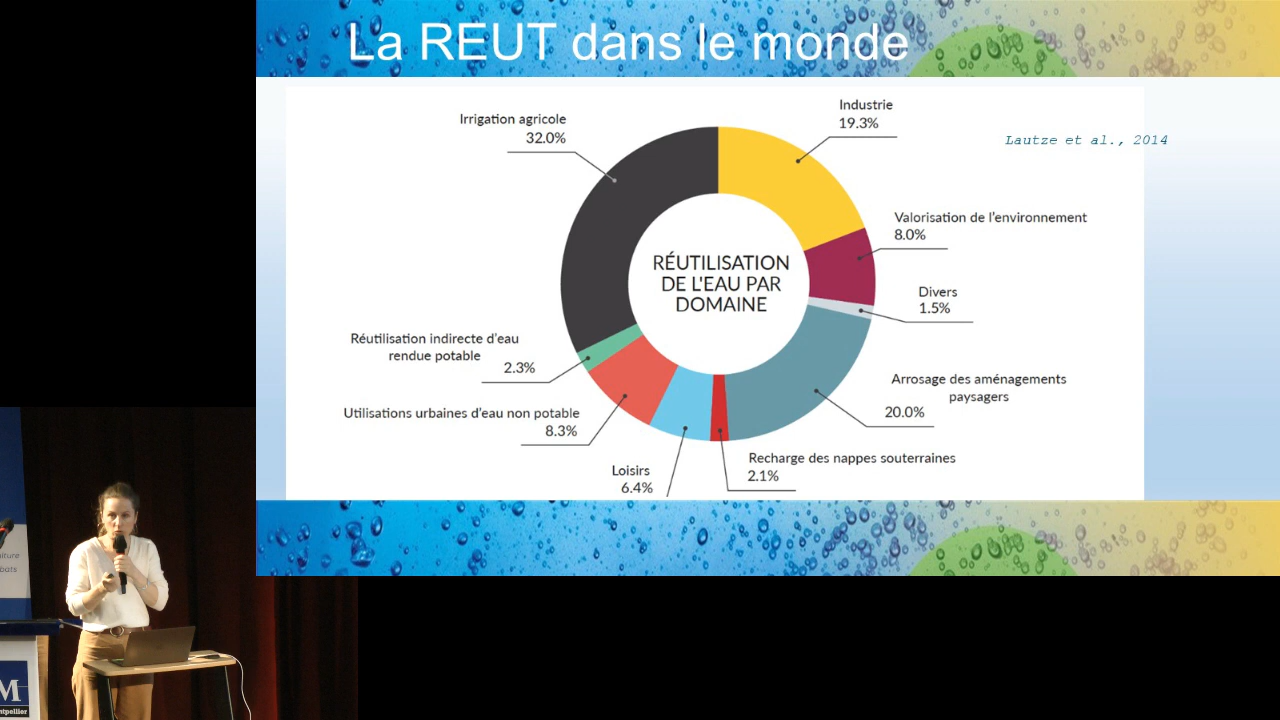 La REUT dans le monde
Irrigation agricole
32.0%
Industrie
19.3%
Lautze et al., 2014
Valorisation de l'environnement
8.0%
RÉUTILISATION
DE L'EAU PAR
DOMAINE
Divers
1.5%
Réutilisation indirecte d'eau
rendue potable
2.3%
Arrosage des aménagements
paysagers
20.0%
Utilisations urbaines d'eau non potable
8.3%
Recharge des nappes souterraines
2.1%
Loisirs
6.4%
lture
bats
M
ntpellier